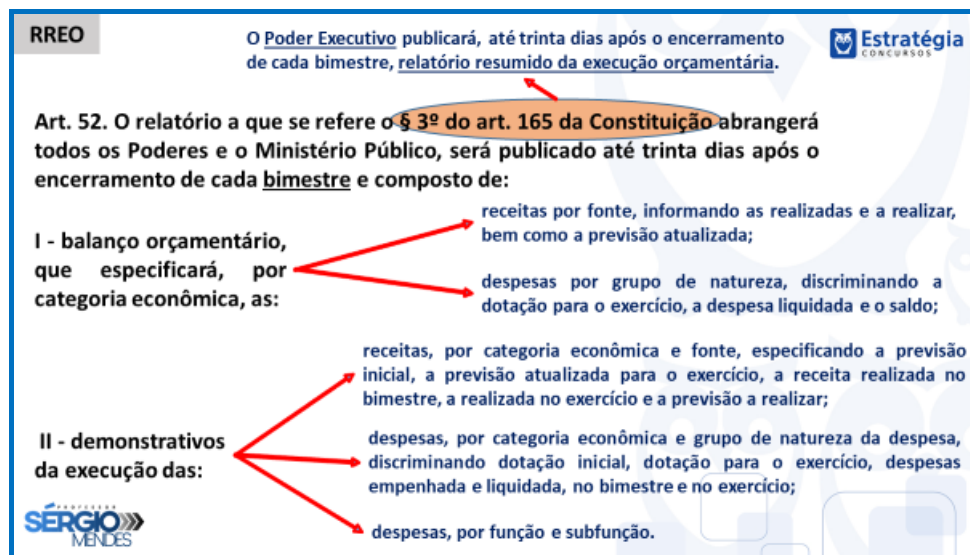 RREO
O Poder Executivo publicará, até trinta dias após o encerramento
de cada bimestre, relatório resumido da execução orçamentária.
Estratégia
CONCURSOS
Art. 52. O relatório a que se refere o § 3º do art. 165 da Constituição abrangerá
todos os Poderes e o Ministério Público, será publicado até trinta dias após o
encerramento de cada bimestre e composto de:
I - balanço orçamentário,
que especificará, por
categoria econômica, as:
receitas por fonte, informando as realizadas e a realizar,
bem como a previsão atualizada;
despesas por grupo de natureza, discriminando a
dotação para o exercício, a despesa liquidada e o saldo;
II - demonstrativos
da execução das:
receitas, por categoria econômica e fonte, especificando a previsão
inicial, a previsão atualizada para o exercício, a receita realizada no
bimestre, a realizada no exercício e a previsão a realizar;
despesas, por categoria econômica e grupo de natureza da despesa,
discriminando dotação inicial, dotação para o exercício, despesas
empenhada e liquidada, no bimestre e no exercício;
despesas, por função e subfunção.
PROFESSOR
SÉRGIO
MENDES